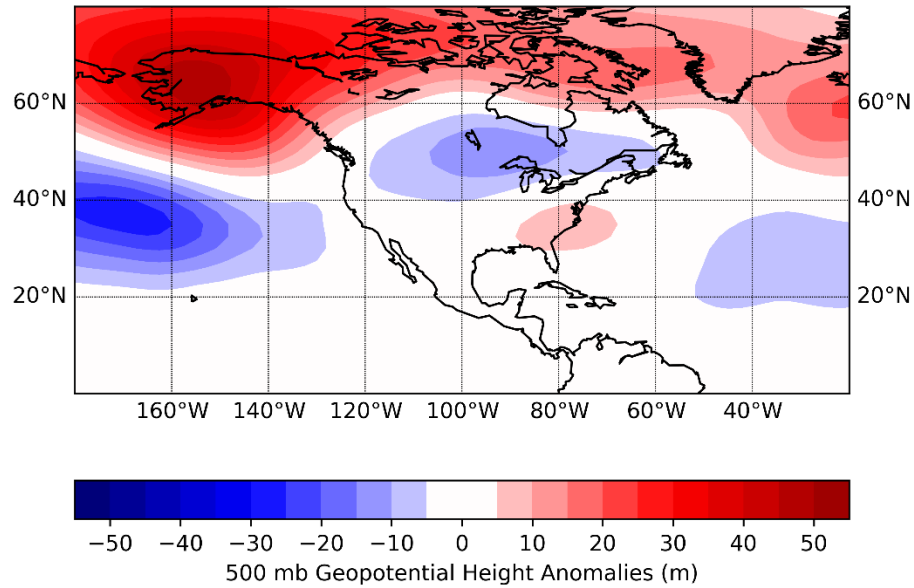 60°N 60°N
40°N 40°N
20°N 20°N
160°W 140°W 120°W 100°W 80°W 60°W 40°W
−50 −40 −30 −20 −10 0 10 20 30 40 50
500 mb Geopotential Height Anomalies (m)